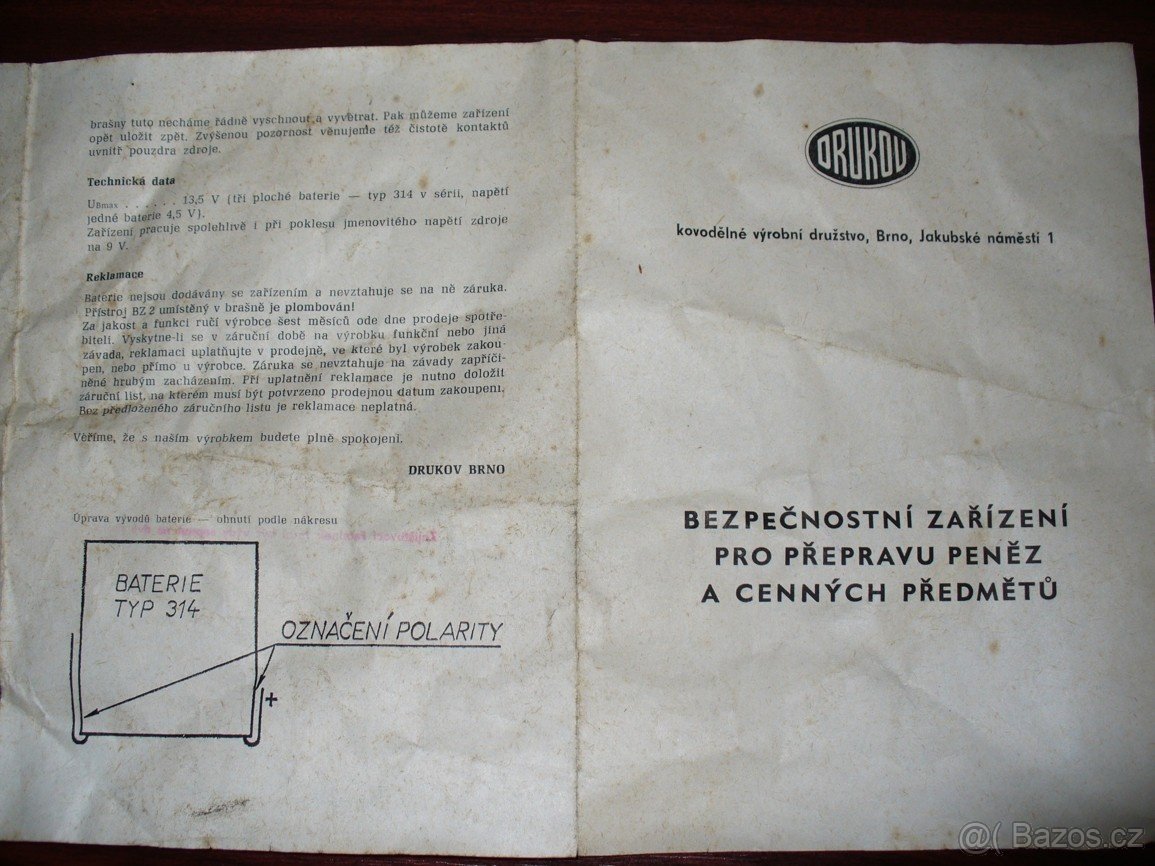 brašny tuto necháme řádně vyschnout a vyvětrat. Pak můžeme zařízení
opět uložit zpět. Zvýšenou pozornost věnujeme též čistotě kontaktů
uvnitř pouzdra zdroje.
Technická data
UBmax . . . . . . 13,5 V (tři ploché baterie — typ 314 v sérii, napětí
jedné baterie 4,5 V).
Zařízení pracuje spolehlivě i při poklesu jmenovitého napětí zdroje
na 9 V.
Reklamace
Baterie nejsou dodávány se zařízením a nevztahuje se na ně záruka.
Přístroj BZ 2 umístěný v brašně je plombován!
Za jakost a funkci ručí výrobce šest měsíců ode dne prodeje spotře-
biteli. Vyskytne-li se v záruční době na výrobku funkční nebo jiná
závada, reklamaci uplatňujte v prodejně, ve které byl výrobek zakou-
pen, nebo přímo u výrobce. Záruka se nevztahuje na závady zapříči-
něné hrubým zacházením. Při uplatnění reklamace je nutno doložit
záruční list, na kterém musí být potvrzeno prodejnou datum zakoupení.
Bez předloženého záručního listu je reklamace neplatná.
Věříme, že s naším výrobkem budete plně spokojeni.
DRUKOV BRNO
Úprava vývodů baterie — ohnutí podle nákresu
BATERIE
TYP 314
OZNAČENÍ POLARITY
+
DRUKOV
kovodělné výrobní družstvo, Brno, Jakubské náměstí 1
BEZPEČNOSTNÍ ZAŘÍZENÍ
PRO PŘEPRAVU PENĚZ
A CENNÝCH PŘEDMĚTŮ
@( Bazos.cz